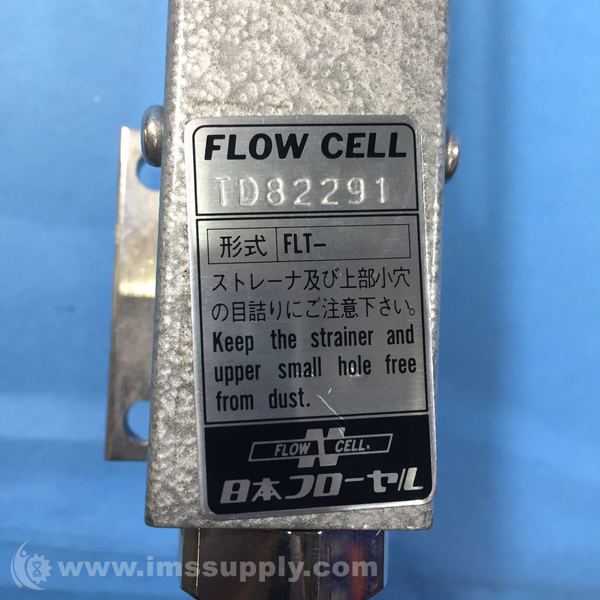 FLOW CELL
TD82291
形式 FLT-
ストレーナ及び上部小穴
の目詰りにご注意下さい。
Keep the strainer and
upper small hole free
from dust.
FLOW N CELL
日本フローセル
www.imssupply.com